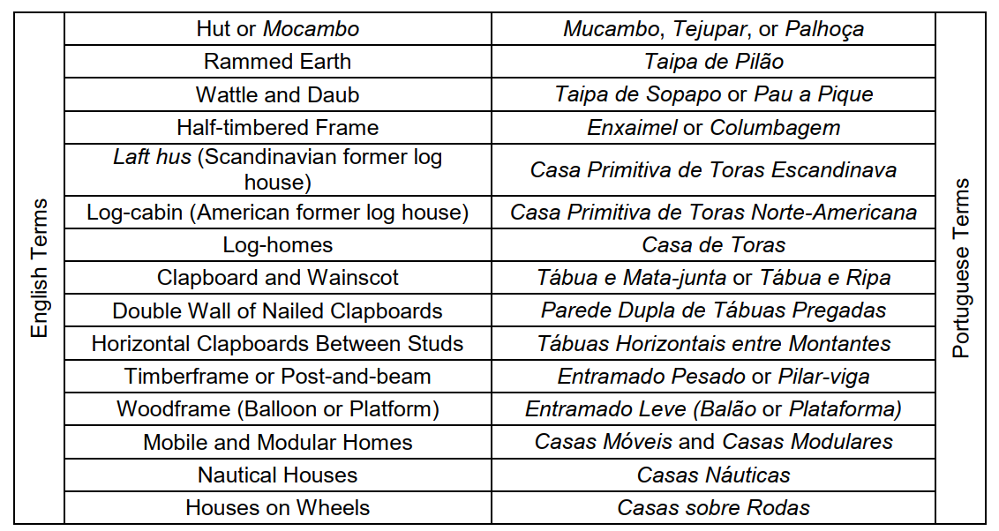 English Terms
Hut or Mocambo
Mucambo, Tejupar, or Palhoça
Rammed Earth
Taipa de Pilão
Wattle and Daub
Taipa de Sopapo or Pau a Pique
Half-timbered Frame
Enxaimel or Columbagem
Laft hus (Scandinavian former log
house)
Casa Primitiva de Toras Escandinava
Log-cabin (American former log house)
Casa Primitiva de Toras Norte-Americana
Log-homes
Casa de Toras
Clapboard and Wainscot
Tábua e Mata-junta or Tábua e Ripa
Double Wall of Nailed Clapboards
Parede Dupla de Tábuas Pregadas
Horizontal Clapboards Between Studs
Tábuas Horizontais entre Montantes
Timberframe or Post-and-beam
Entramado Pesado or Pilar-viga
Woodframe (Balloon or Platform)
Entramado Leve (Balão or Plataforma)
Mobile and Modular Homes
Casas Móveis and Casas Modulares
Nautical Houses
Casas Náuticas
Houses on Wheels
Casas sobre Rodas
Portuguese Terms